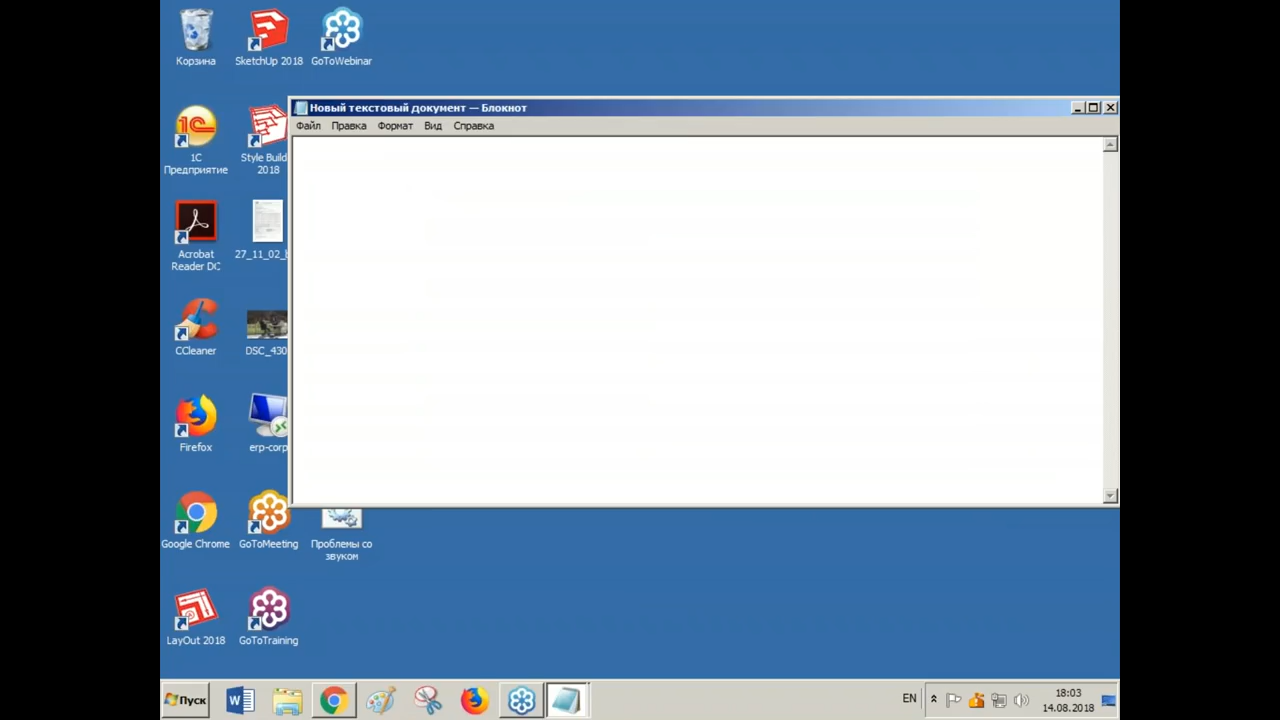 Корзина
SketchUp 2018
GoToWebinar
Новый текстовый документ — Блокнот
Файл Правка Формат Вид Справка
1С
Предприятие
Style Build
2018
Acrobat
Reader DC
27_11_02_
CCleaner
DSC_430
Firefox
erp-corp
Google Chrome
GoToMeeting
Проблемы со
звуком
LayOut 2018
GoToTraining
Пуск
EN
18:03
14.08.2018